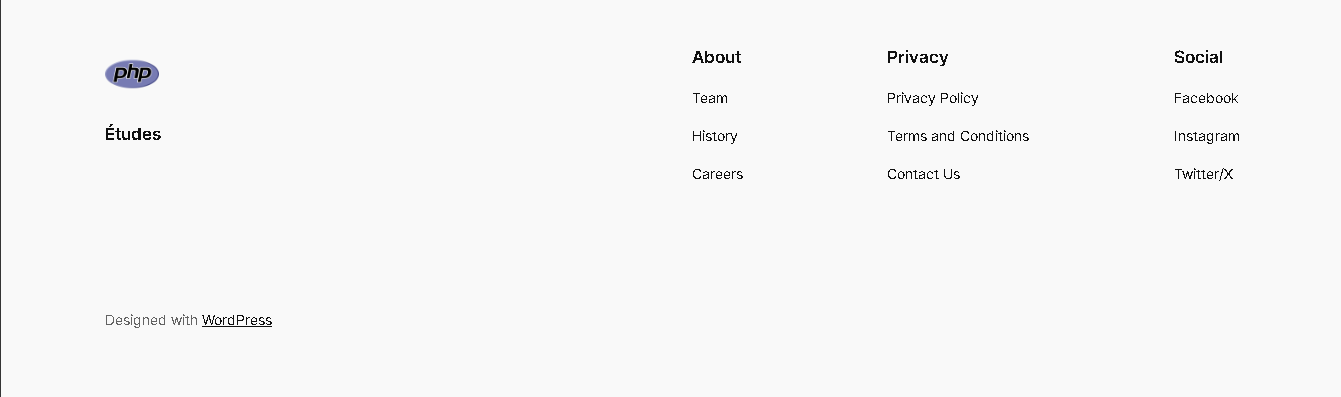 php
Études
About
Team
History
Careers
Privacy
Privacy Policy
Terms and Conditions
Contact Us
Social
Facebook
Instagram
Twitter/X
Designed with WordPress